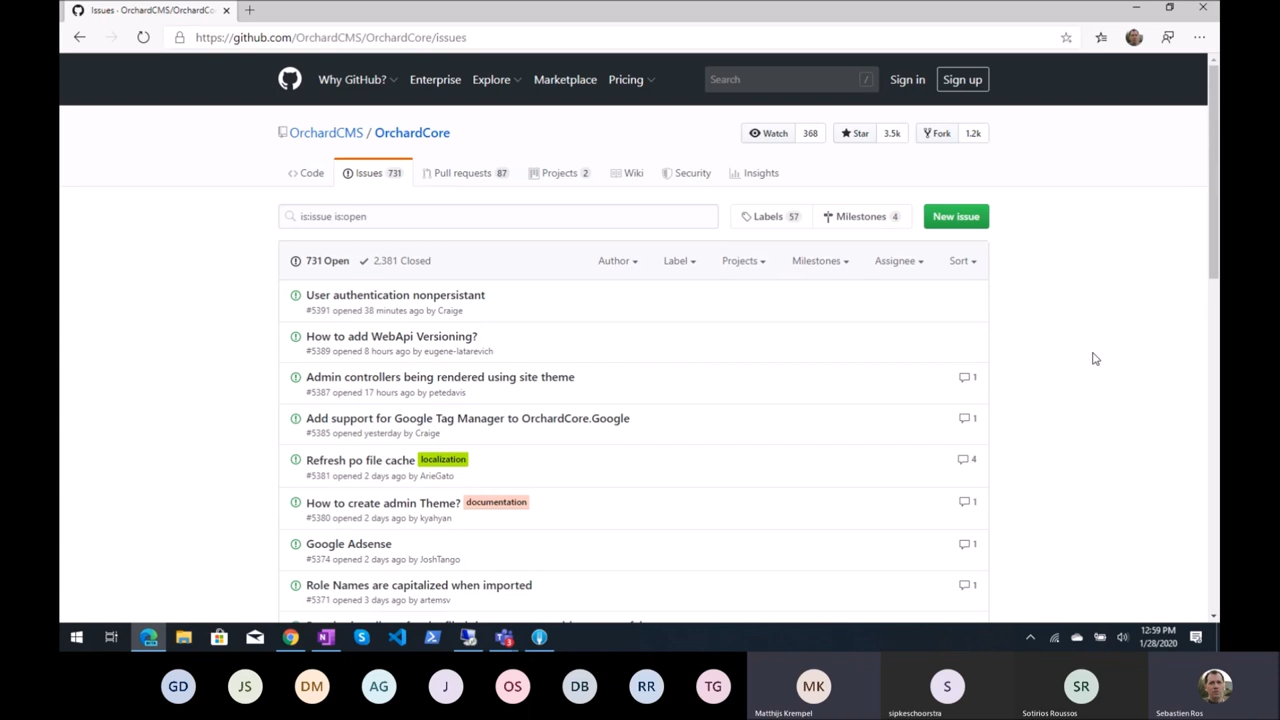 Issues · OrchardCMS/OrchardCo
https://github.com/OrchardCMS/OrchardCore/issues
Why GitHub? Enterprise Explore Marketplace Pricing Search / Sign in Sign up
OrchardCMS / OrchardCore Watch 368 Star 3.5k Fork 1.2k
Code Issues 731 Pull requests 87 Projects 2 Wiki Security Insights
is:issue is:open Labels 57 Milestones 4 New issue
731 Open 2,381 Closed Author Label Projects Milestones Assignee Sort
User authentication nonpersistant
#5391 opened 38 minutes ago by Craige
How to add WebApi Versioning?
#5389 opened 8 hours ago by eugene-latarevich
Admin controllers being rendered using site theme 1
#5387 opened 17 hours ago by petedavis
Add support for Google Tag Manager to OrchardCore.Google 1
#5385 opened yesterday by Craige
Refresh po file cache localization 4
#5381 opened 2 days ago by ArieGato
How to create admin Theme? documentation 1
#5380 opened 2 days ago by kyahyan
Google Adsense 1
#5374 opened 2 days ago by JoshTango
Role Names are capitalized when imported 1
#5371 opened 3 days ago by artemsv
12:59 PM
1/28/2020
GD JS DM AG J OS DB RR TG MK S SR
Matthijs Krempel sipkeschoorstra Sotirios Roussos Sebastien Ros